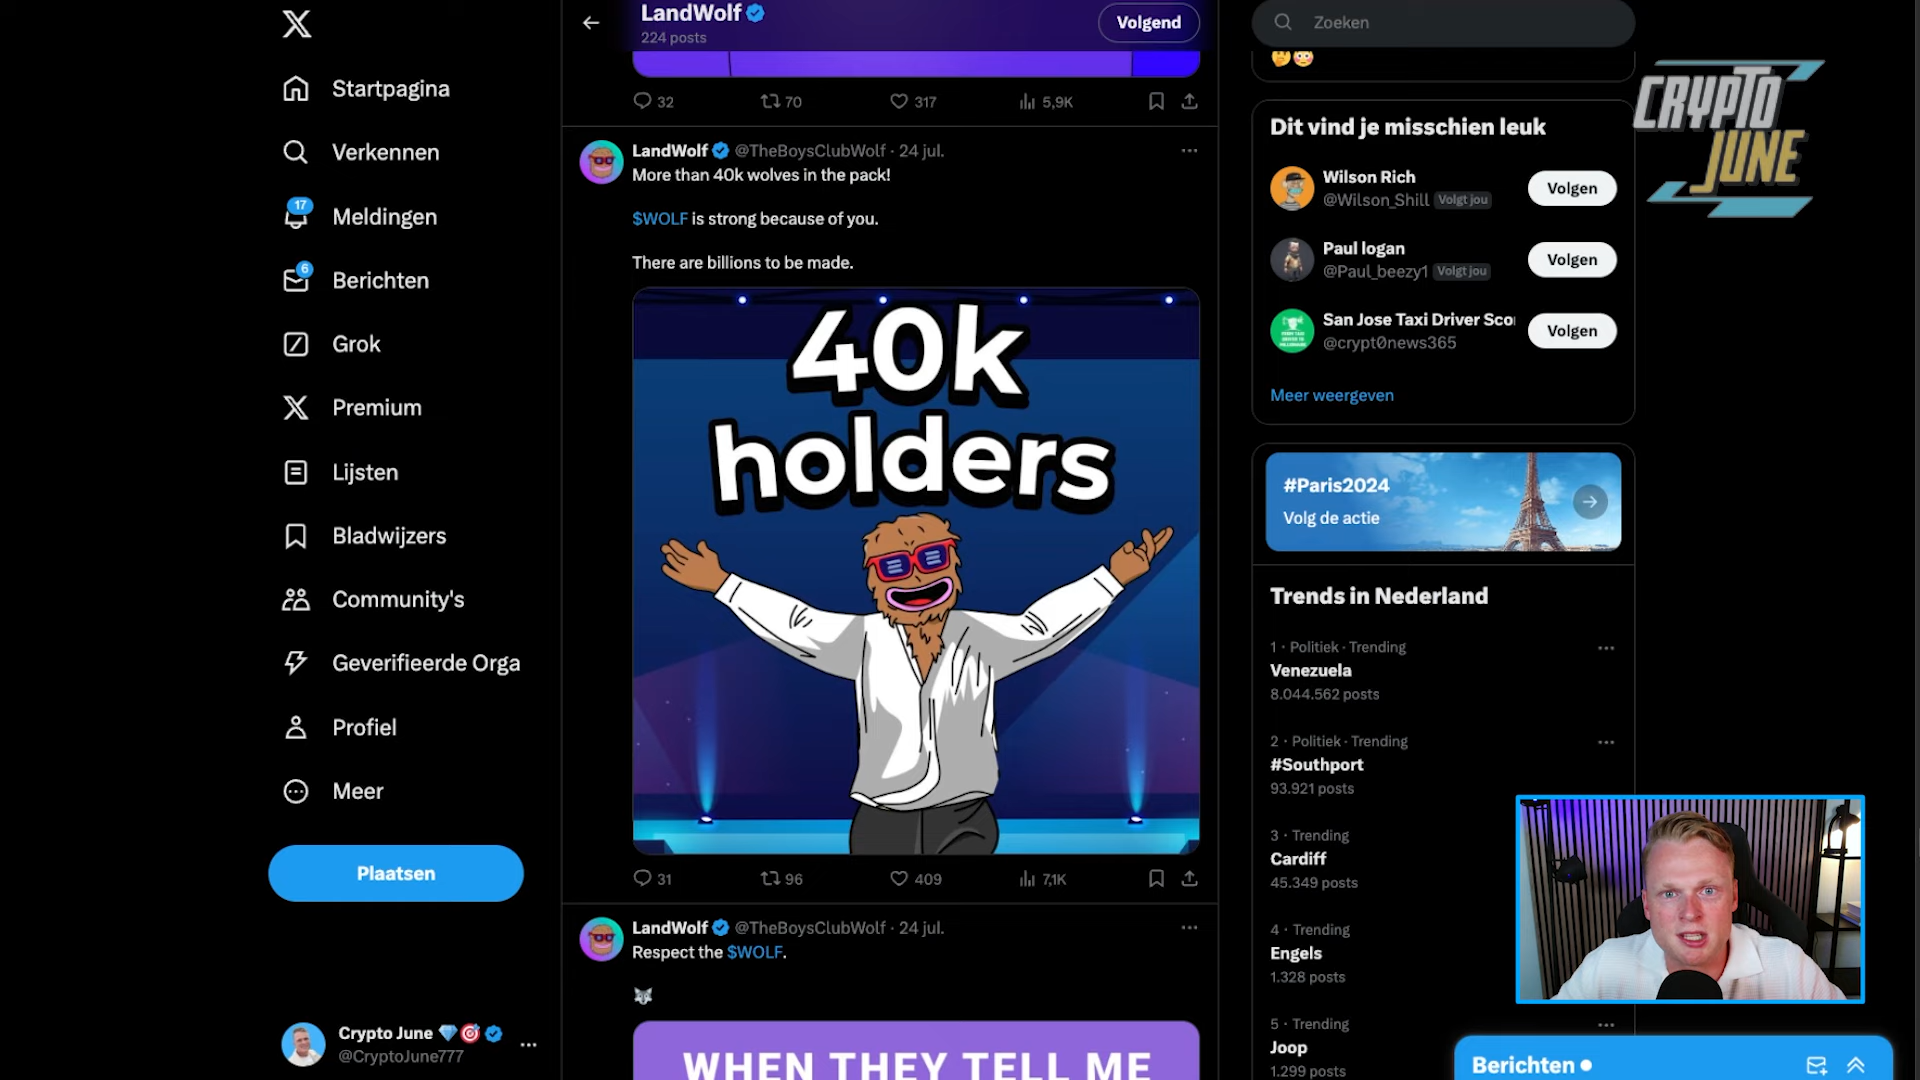 Startpagina
Verkennen
17
Meldingen
6
Berichten
Grok
Premium
Lijsten
Bladwijzers
Community's
Geverifieerde Orga
Profiel
Meer
Plaatsen
Crypto June
@CryptoJune777
LandWolf
224 posts
Volgend
32
70
317
5,9K
LandWolf @TheBoysClubWolf · 24 jul.
More than 40k wolves in the pack!
$WOLF is strong because of you.
There are billions to be made.
40k
holders
31
96
409
7,1K
LandWolf @TheBoysClubWolf · 24 jul.
Respect the $WOLF.
WHEN THEY TELL ME
Zoeken
Dit vind je misschien leuk
Wilson Rich
@Wilson_Shill Volgt jou
Volgen
Paul logan
@Paul_beezy1 Volgt jou
Volgen
San Jose Taxi Driver Sco
@crypt0news365
Volgen
Meer weergeven
#Paris2024
Volg de actie
Trends in Nederland
1 · Politiek · Trending
Venezuela
8.044.562 posts
2 · Politiek · Trending
#Southport
93.921 posts
3 · Trending
Cardiff
45.349 posts
4 · Trending
Engels
1.328 posts
5 · Trending
Joop
1.299 posts
Berichten
CRYPTO
JUNE